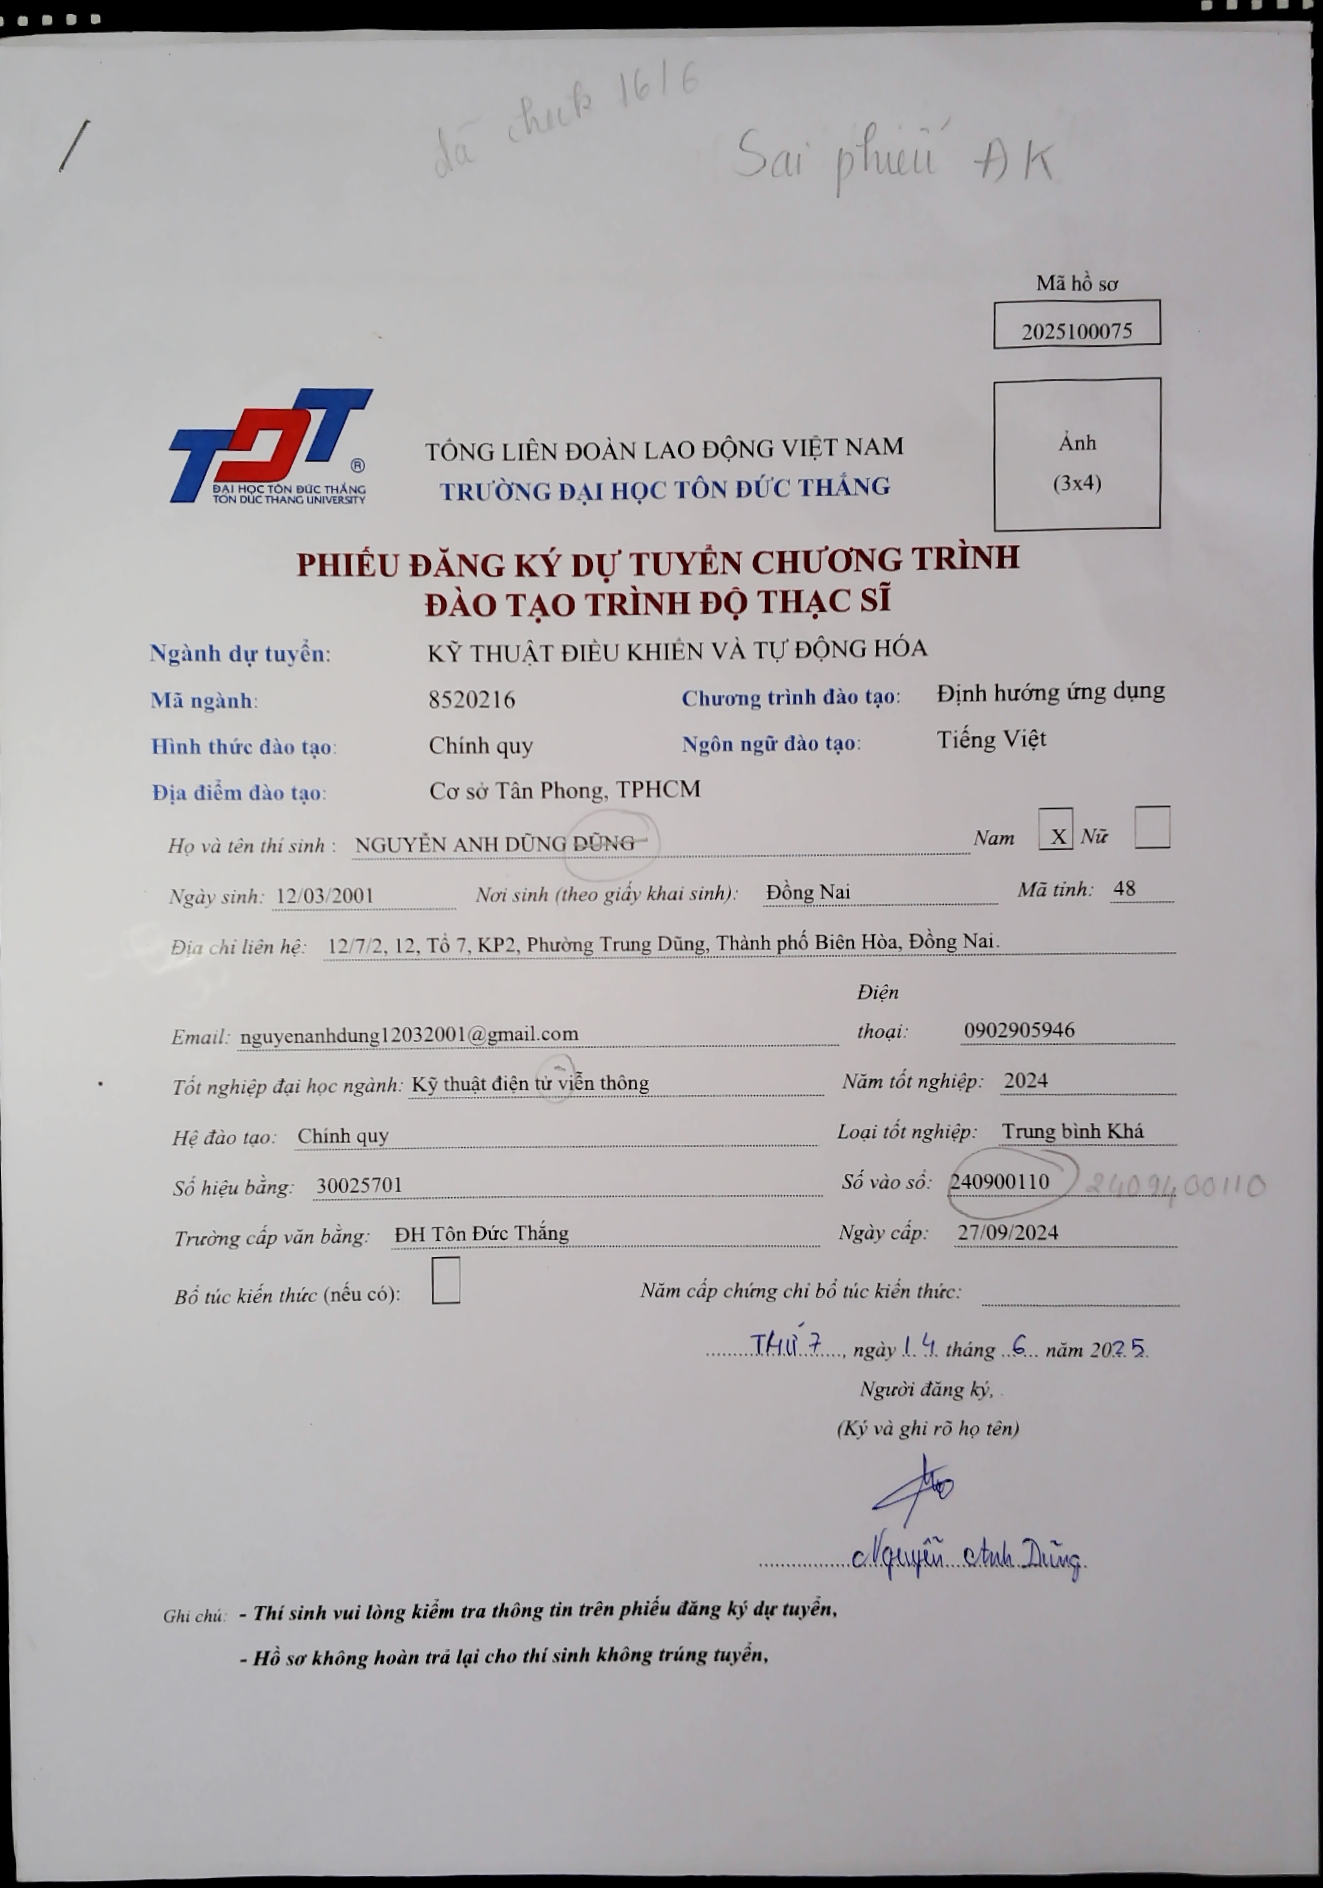 đã check 16/6
Sai phiếu ĐK
Mã hồ sơ
2025100075
TDT ®
ĐẠI HỌC TÔN ĐỨC THẮNG
TON DUC THANG UNIVERSITY
TỔNG LIÊN ĐOÀN LAO ĐỘNG VIỆT NAM
TRƯỜNG ĐẠI HỌC TÔN ĐỨC THẮNG
Ảnh
(3x4)
PHIẾU ĐĂNG KÝ DỰ TUYỂN CHƯƠNG TRÌNH
ĐÀO TẠO TRÌNH ĐỘ THẠC SĨ
Ngành dự tuyển: KỸ THUẬT ĐIỀU KHIỂN VÀ TỰ ĐỘNG HÓA
Mã ngành: 8520216 Chương trình đào tạo: Định hướng ứng dụng
Hình thức đào tạo: Chính quy Ngôn ngữ đào tạo: Tiếng Việt
Địa điểm đào tạo: Cơ sở Tân Phong, TPHCM
Họ và tên thí sinh : NGUYỄN ANH DŨNG DŨNG Nam X Nữ
Ngày sinh: 12/03/2001 Nơi sinh (theo giấy khai sinh): Đồng Nai Mã tỉnh: 48
Địa chỉ liên hệ: 12/7/2, 12, Tổ 7, KP2, Phường Trung Dũng, Thành phố Biên Hòa, Đồng Nai.
Email: nguyenanhdung12032001@gmail.com Điện thoại: 0902905946
Tốt nghiệp đại học ngành: Kỹ thuật điện tử viễn thông Năm tốt nghiệp: 2024
Hệ đào tạo: Chính quy Loại tốt nghiệp: Trung bình Khá
Số hiệu bằng: 30025701 Số vào sổ: 240900110 2409400110
Trường cấp văn bằng: ĐH Tôn Đức Thắng Ngày cấp: 27/09/2024
Bổ túc kiến thức (nếu có): Năm cấp chứng chỉ bổ túc kiến thức:
THỨ 7, ngày 14 tháng 6 năm 2025.
Người đăng ký,
(Ký và ghi rõ họ tên)
Nguyễn Anh Dũng.
Ghi chú: - Thí sinh vui lòng kiểm tra thông tin trên phiếu đăng ký dự tuyển,
- Hồ sơ không hoàn trả lại cho thí sinh không trúng tuyển,